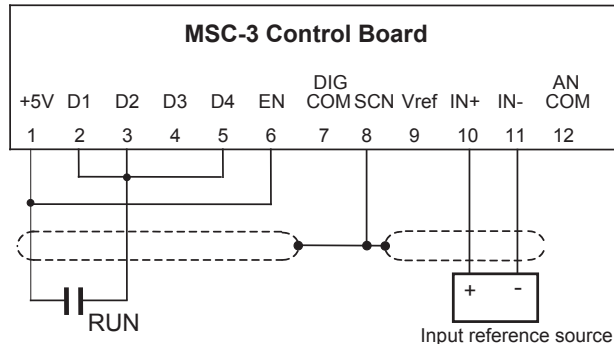 MSC-3 Control Board
+5V D1 D2 D3 D4 EN DIG COM SCN Vref IN+ IN- AN COM
1 2 3 4 5 6 7 8 9 10 11 12
+ -
RUN
Input reference source